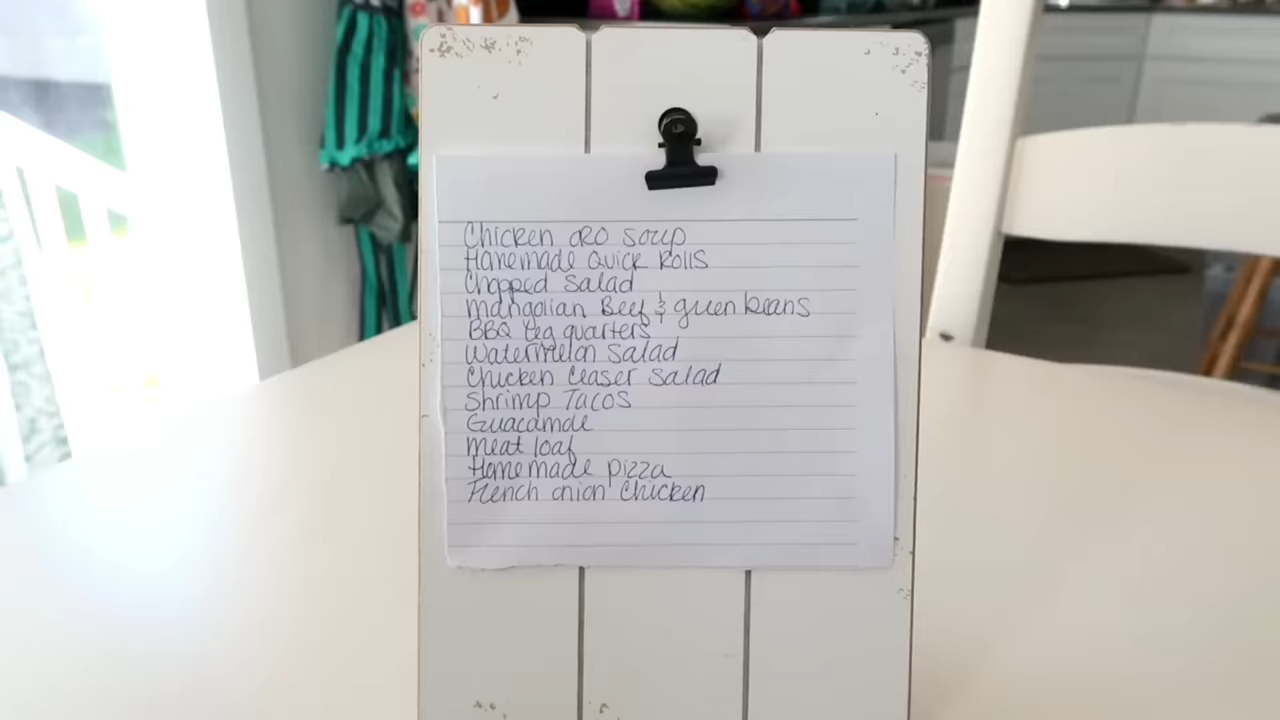 Chicken orzo soup
Homemade Quick Rolls
Chopped Salad
Mangolian Beef & green beans
BBQ leg quarters
Watermelon Salad
Chicken Ceaser Salad
Shrimp Tacos
Guacamole
Meat loaf
Homemade pizza
French onion Chicken